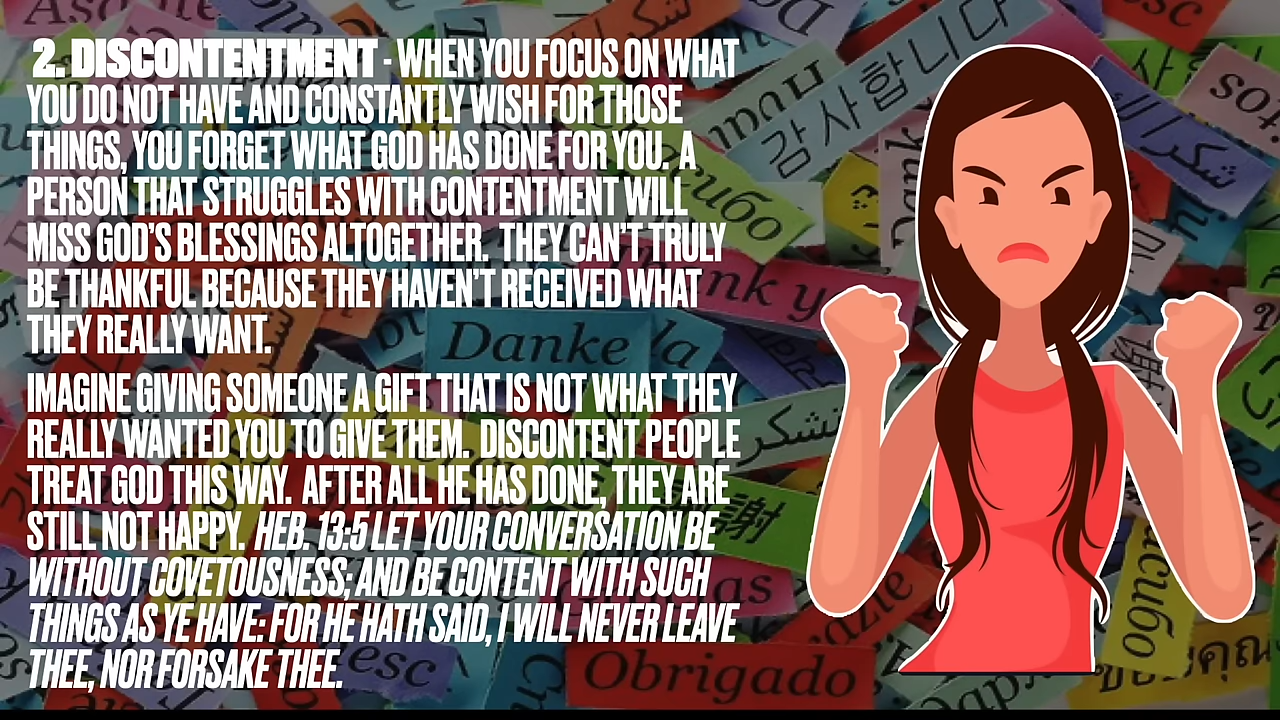 2. DISCONTENTMENT - WHEN YOU FOCUS ON WHAT
YOU DO NOT HAVE AND CONSTANTLY WISH FOR THOSE
THINGS, YOU FORGET WHAT GOD HAS DONE FOR YOU. A
PERSON THAT STRUGGLES WITH CONTENTMENT WILL
MISS GOD'S BLESSINGS ALTOGETHER. THEY CAN'T TRULY
BE THANKFUL BECAUSE THEY HAVEN'T RECEIVED WHAT
THEY REALLY WANT.
IMAGINE GIVING SOMEONE A GIFT THAT IS NOT WHAT THEY
REALLY WANTED YOU TO GIVE THEM. DISCONTENT PEOPLE
TREAT GOD THIS WAY. AFTER ALL HE HAS DONE, THEY ARE
STILL NOT HAPPY. HEB. 13:5 LET YOUR CONVERSATION BE
WITHOUT COVETOUSNESS; AND BE CONTENT WITH SUCH
THINGS AS YE HAVE: FOR HE HATH SAID, I WILL NEVER LEAVE
THEE, NOR FORSAKE THEE.
감사합니다
Danke
Obrigado